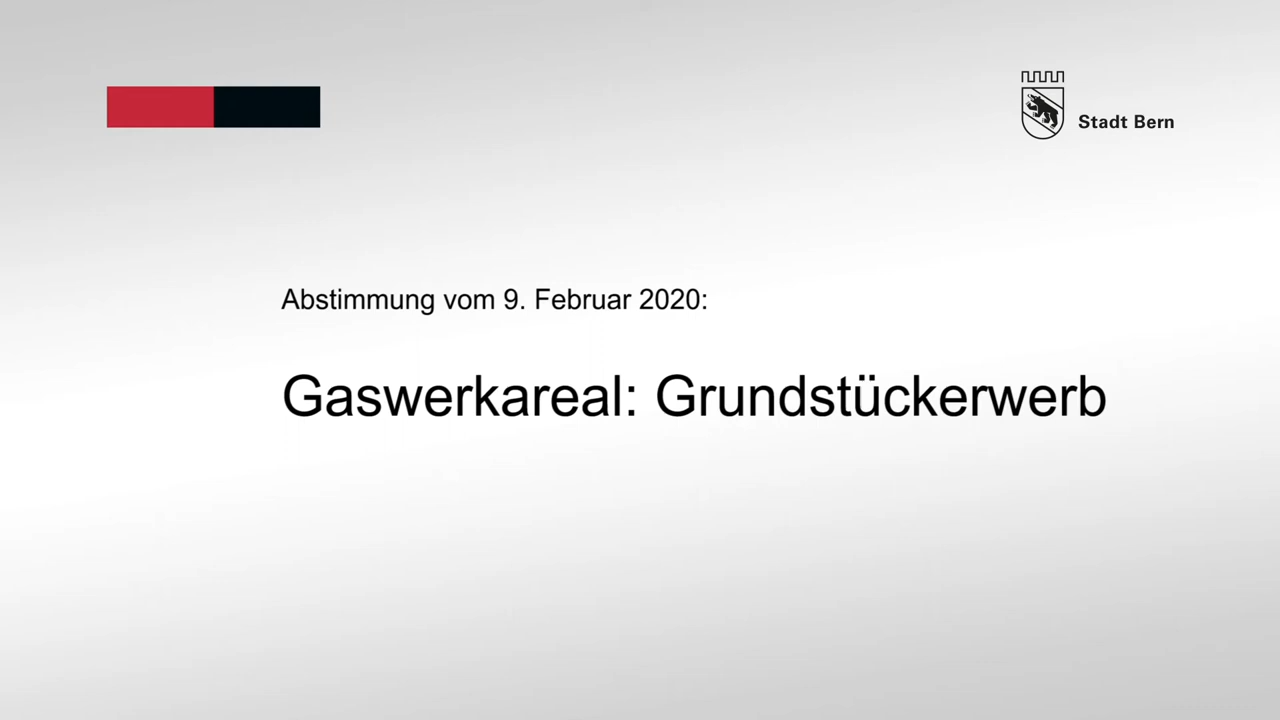 Stadt Bern
Abstimmung vom 9. Februar 2020:
Gaswerkareal: Grundstückerwerb